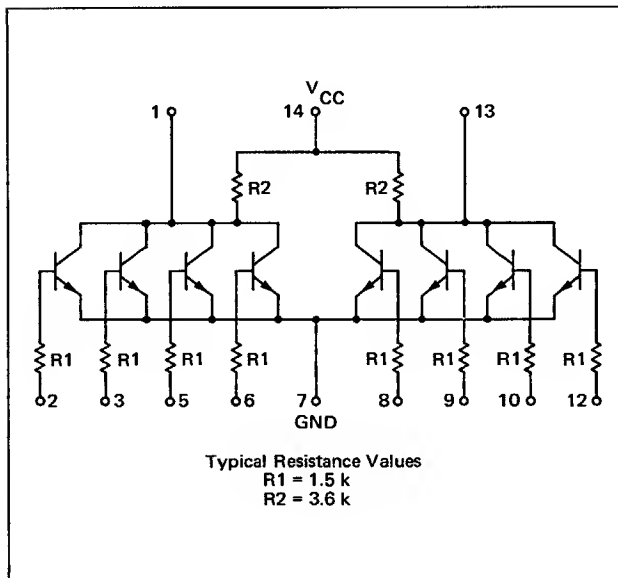 V CC
1 14 13
R2 R2
R1 R1 R1 R1 R1 R1 R1 R1
2 3 5 6 7 8 9 10 12
GND
Typical Resistance Values
R1 = 1.5 k
R2 = 3.6 k